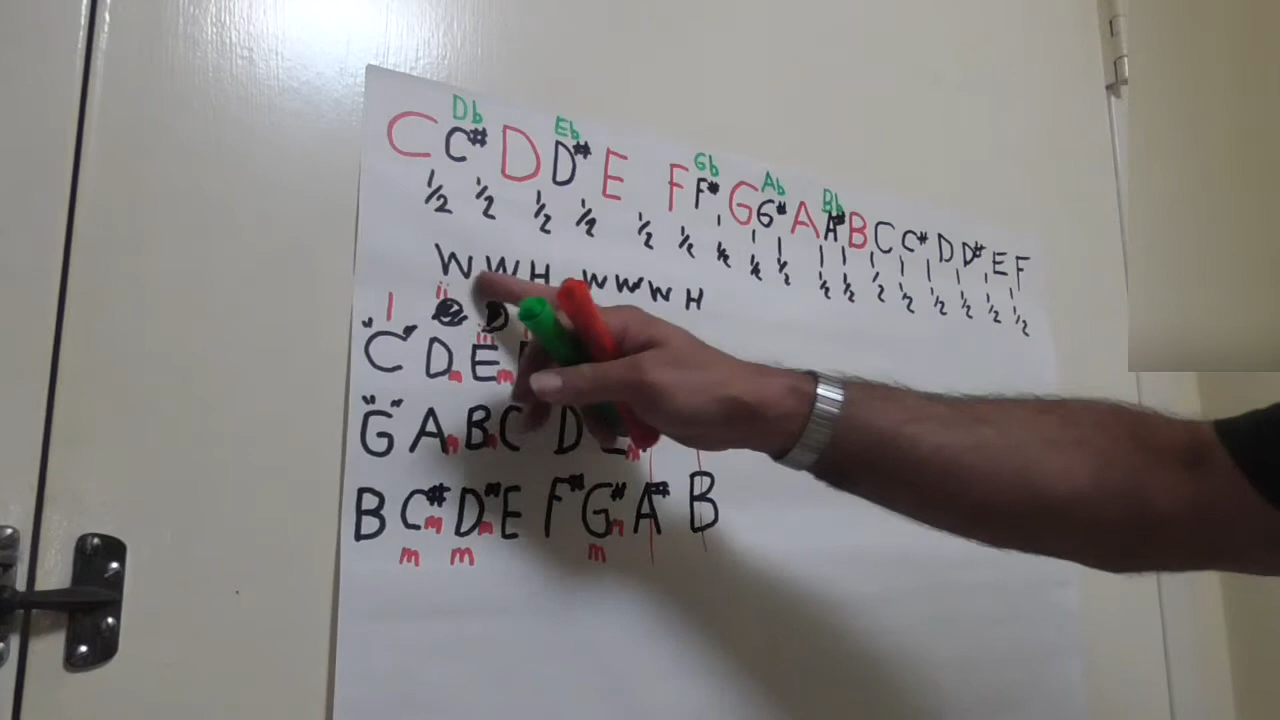 Db Eb Gb Ab Bb
C C# D D# E F F# G G# A A# B C C# D D# E F
1/2 1/2 1/2 1/2 1/2 1/2 1/2 1/2 1/2 1/2 1/2 1/2 1/2 1/2 1/2 1/2 1/2
W W H W W W H
I ii iii
"C" D m E m
"G" A m B m C D m
B C# m D# m E F# G# m A# B
m m m